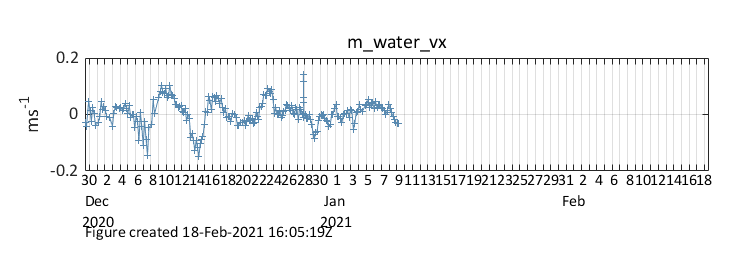 m_water_vx
0.2
0
-0.2
ms-1
30 2 4 6 8 10 12 14 16 18 20 22 24 26 28 30 1 3 5 7 9 11 13 15 17 19 21 23 25 27 29 31 2 4 6 8 10 12 14 16 18
Dec Jan Feb
2020 2021
Figure created 18-Feb-2021 16:05:19Z